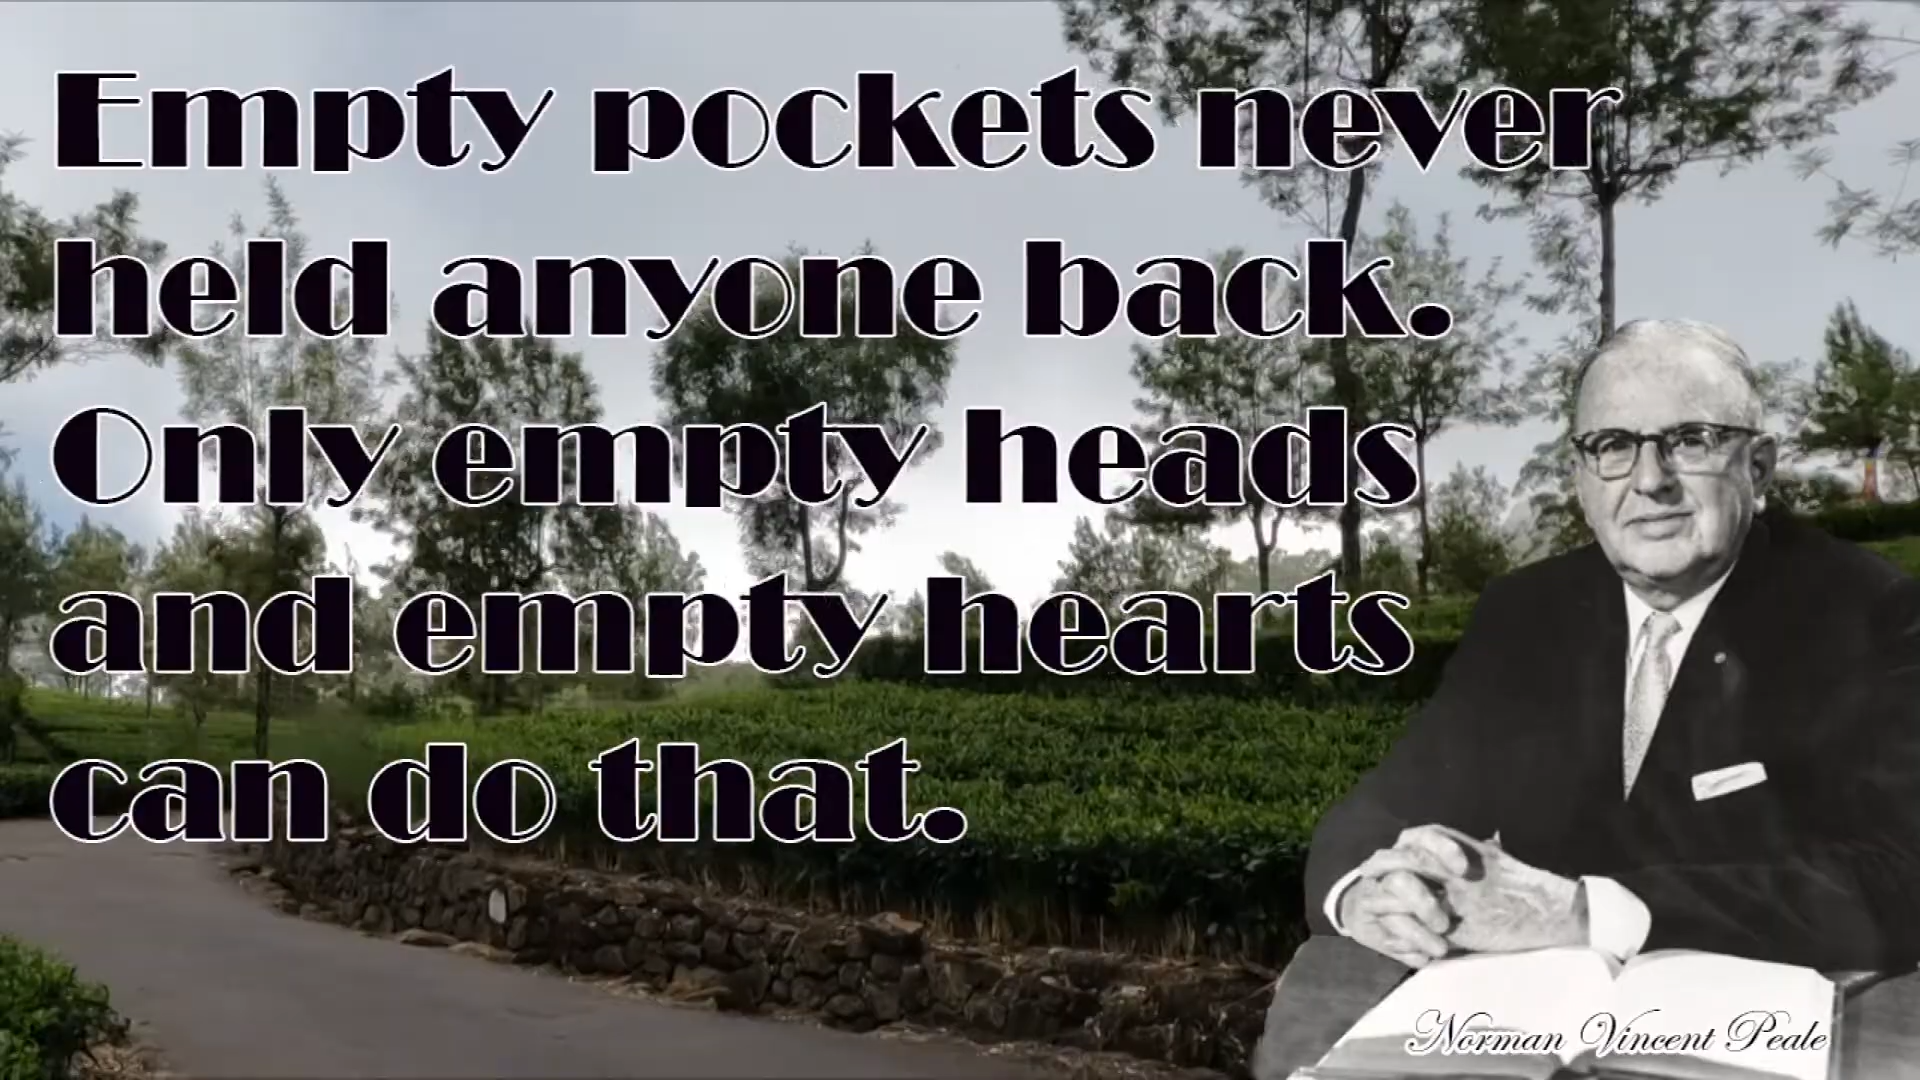 Empty pockets never
held anyone back.
Only empty heads
and empty hearts
can do that.
Norman Vincent Peale